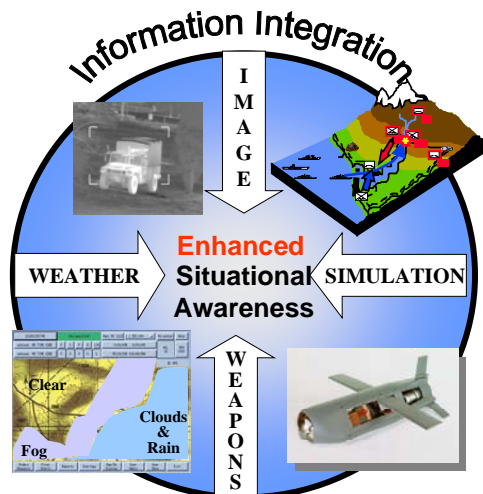 Information Integration
IMAGE
Enhanced
Situational
Awareness
WEATHER
SIMULATION
WEAPONS
Clear
Clouds
&
Rain
Fog